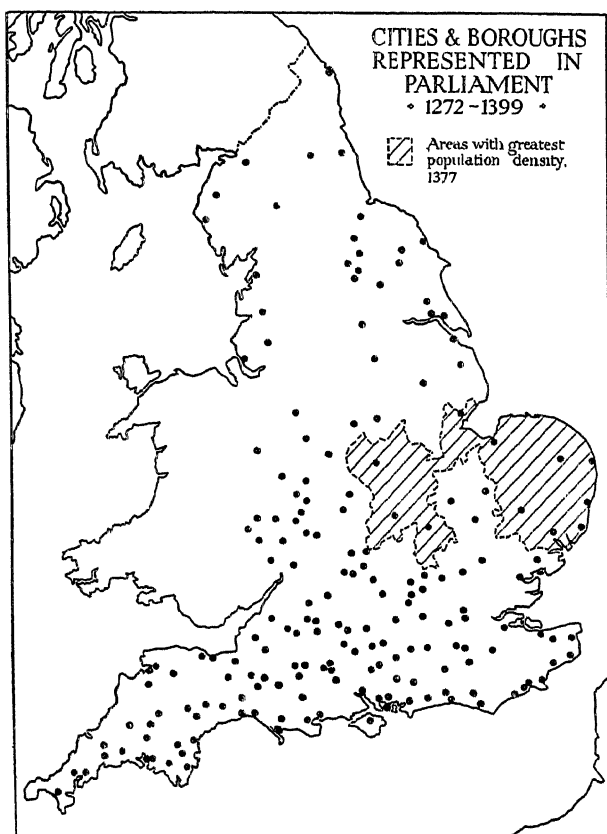 CITIES & BOROUGHS
REPRESENTED IN
PARLIAMENT
1272-1399
Areas with greatest
population density,
1377